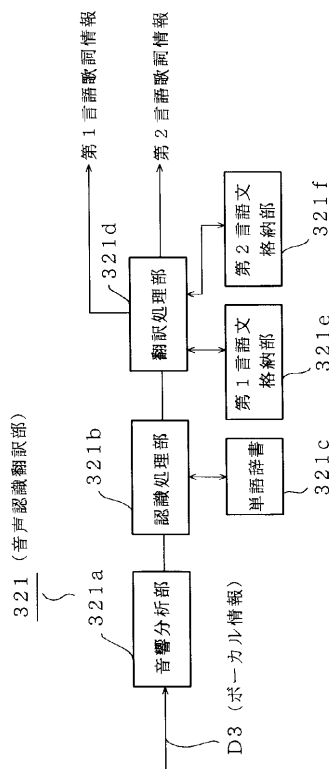 321 (音声認識翻訳部)
第1言語歌詞情報
第2言語歌詞情報
321a
321b
321d
音響分析部
認識処理部
翻訳処理部
D3 (ボーカル情報)
単語辞書
第1言語文
格納部
第2言語文
格納部
321c
321e
321f